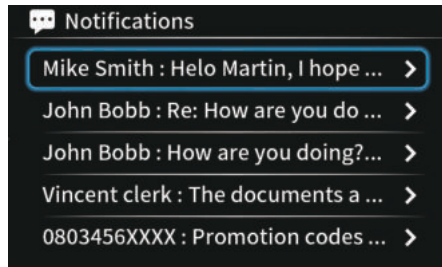 Notifications
Mike Smith : Helo Martin, I hope ...
John Bobb : Re: How are you do ...
John Bobb : How are you doing?...
Vincent clerk : The documents a ...
0803456XXXX : Promotion codes ...